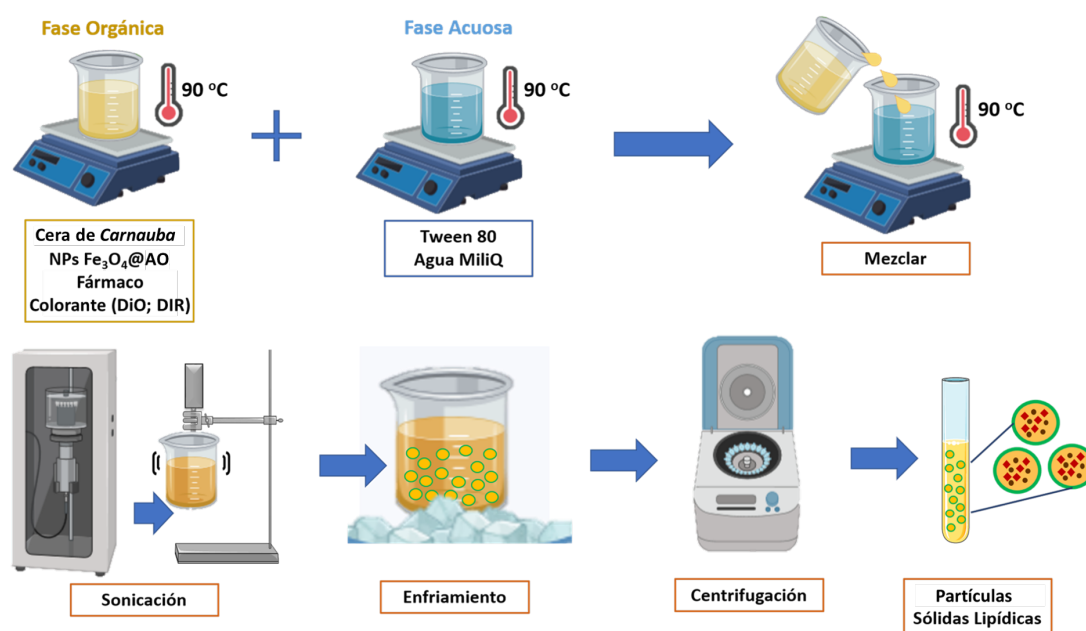 Fase Orgánica
Fase Acuosa
90 °C
90 °C
90 °C
Cera de Carnauba
NPs Fe₃O₄@AO
Fármaco
Colorante (DiO; DIR)
Tween 80
Agua MiliQ
Mezclar
Sonicación
Enfriamiento
Centrifugación
Partículas
Sólidas Lipídicas